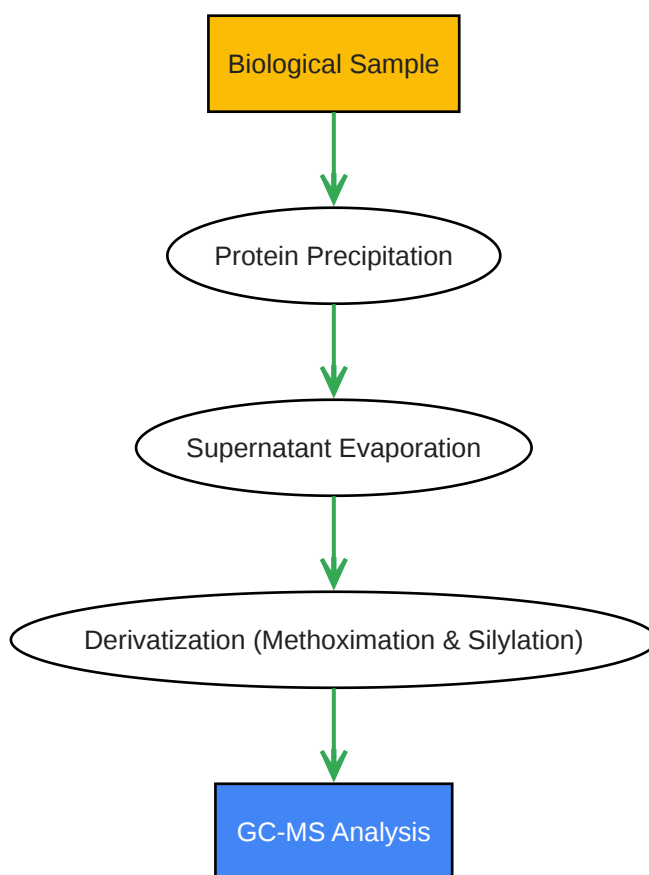 Biological Sample
Protein Precipitation
Supernatant Evaporation
Derivatization (Methoximation & Silylation)
GC-MS Analysis